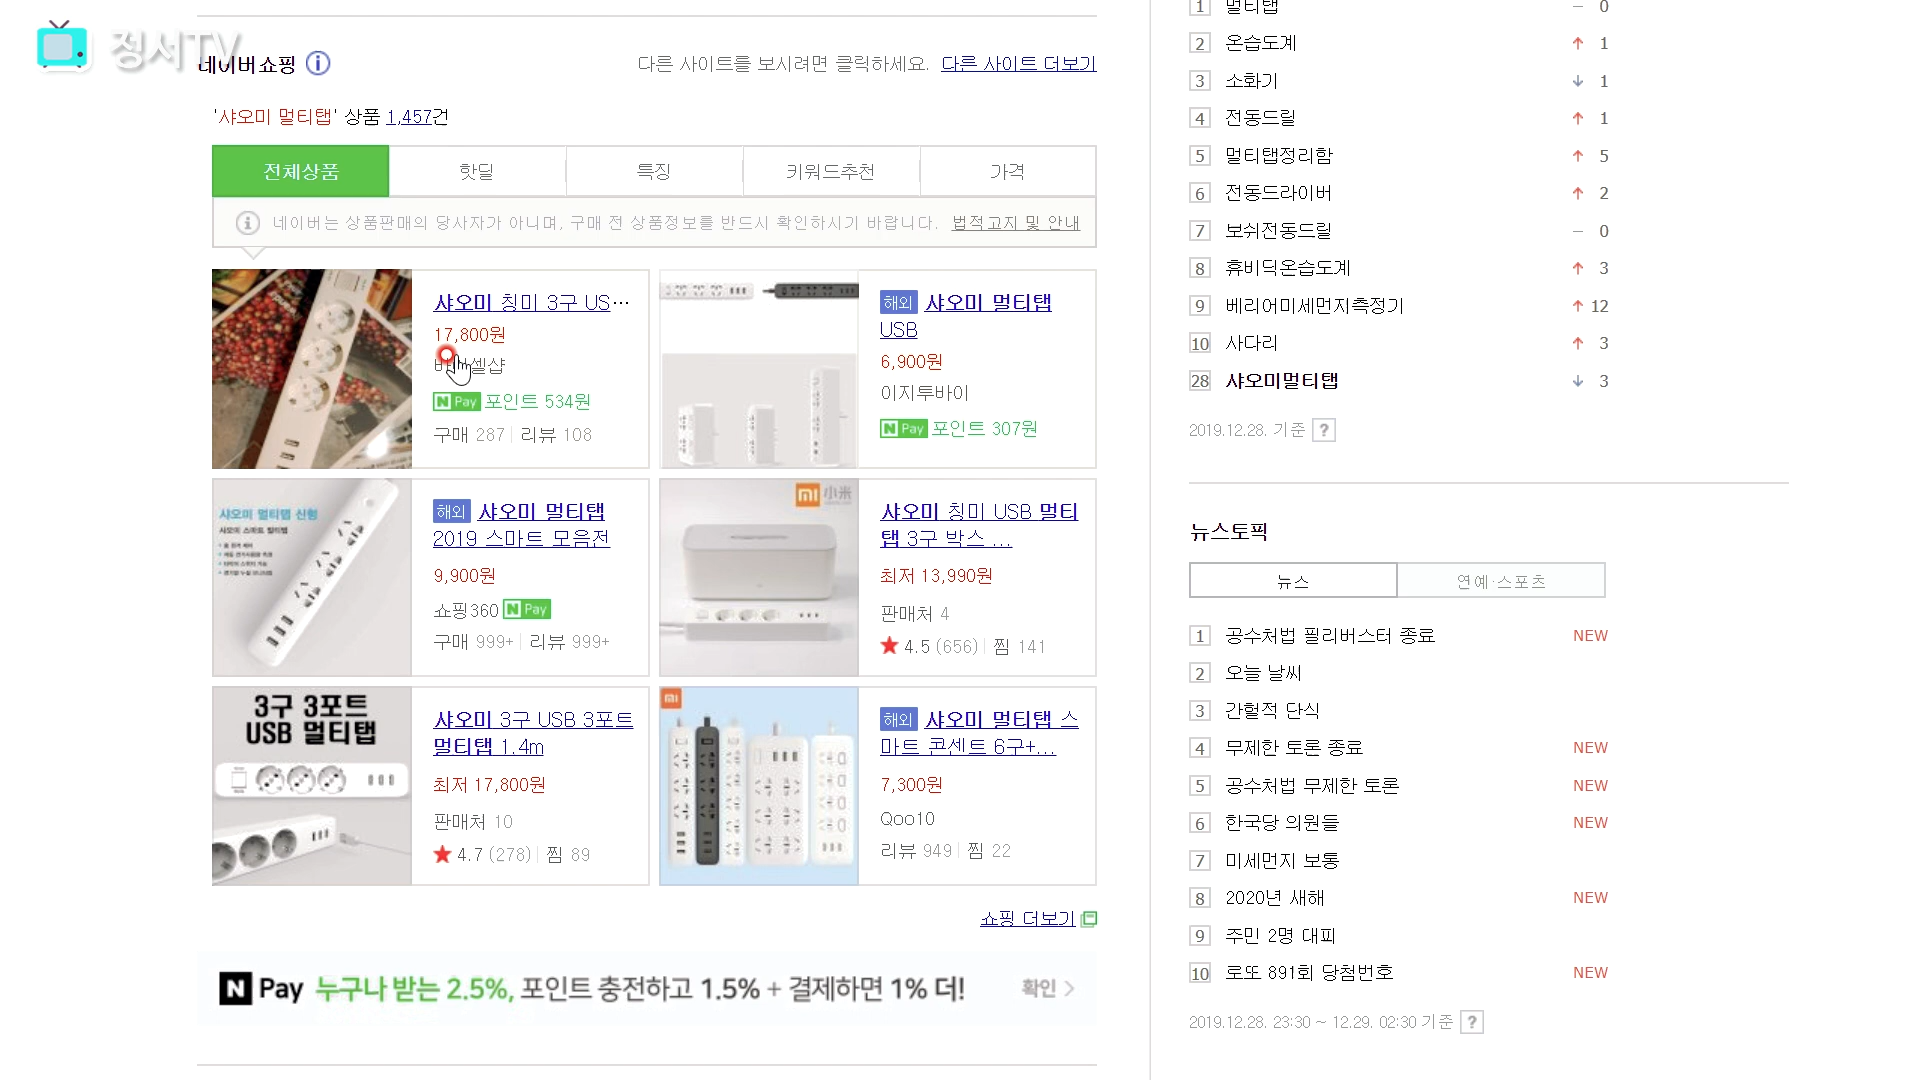 정서TV
네이버쇼핑
다른 사이트를 보시려면 클릭하세요. 다른 사이트 더보기
'샤오미 멀티탭' 상품 1,457건
전체상품
핫딜
특징
키워드추천
가격
네이버는 상품판매의 당사자가 아니며, 구매 전 상품정보를 반드시 확인하시기 바랍니다. 법적고지 및 안내
샤오미 칭미 3구 US…
17,800원
셀샵
N Pay 포인트 534원
구매 287 리뷰 108
해외 샤오미 멀티탭
USB
6,900원
이지투바이
N Pay 포인트 307원
샤오미 멀티탭 신형
샤오미 스마트 멀티탭
해외 샤오미 멀티탭
2019 스마트 모음전
9,900원
쇼핑360 N Pay
구매 999+ 리뷰 999+
小米
샤오미 칭미 USB 멀티
탭 3구 박스 ...
최저 13,990원
판매처 4
4.5 (656) 찜 141
3구 3포트
USB 멀티탭
샤오미 3구 USB 3포트
멀티탭 1.4m
최저 17,800원
판매처 10
4.7 (278) 찜 89
해외 샤오미 멀티탭 스
마트 콘센트 6구+...
7,300원
Qoo10
리뷰 949 찜 22
쇼핑 더보기
N Pay 누구나 받는 2.5%, 포인트 충전하고 1.5% + 결제하면 1% 더!
확인
1 멀티탭 0
2 온습도계 1
3 소화기 1
4 전동드릴 1
5 멀티탭정리함 5
6 전동드라이버 2
7 보쉬전동드릴 0
8 휴비딕온습도계 3
9 베리어미세먼지측정기 12
10 사다리 3
28 샤오미멀티탭 3
2019.12.28. 기준 ?
뉴스토픽
뉴스
연예·스포츠
1 공수처법 필리버스터 종료 NEW
2 오늘 날씨
3 간헐적 단식
4 무제한 토론 종료 NEW
5 공수처법 무제한 토론 NEW
6 한국당 의원들 NEW
7 미세먼지 보통
8 2020년 새해 NEW
9 주민 2명 대피
10 로또 891회 당첨번호 NEW
2019.12.28. 23:30 ~ 12.29. 02:30 기준 ?